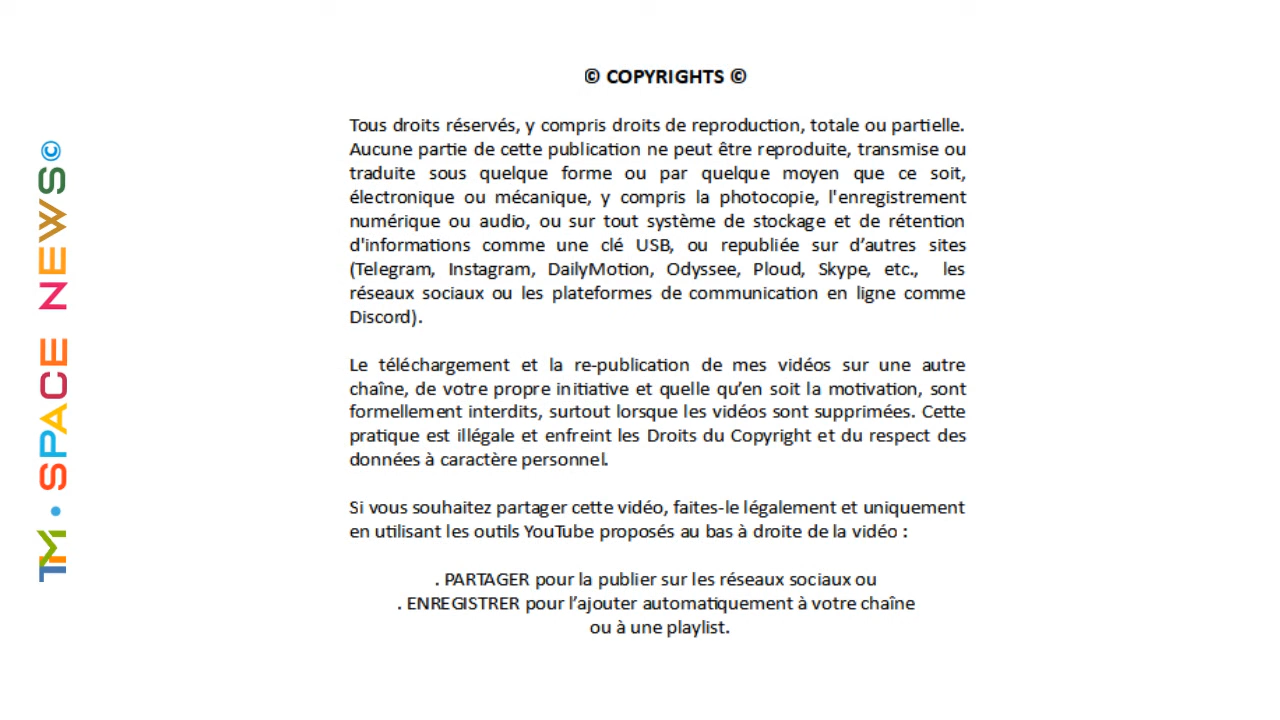 © COPYRIGHTS ©
Tous droits réservés, y compris droits de reproduction, totale ou partielle.
Aucune partie de cette publication ne peut être reproduite, transmise ou
traduite sous quelque forme ou par quelque moyen que ce soit,
électronique ou mécanique, y compris la photocopie, l'enregistrement
numérique ou audio, ou sur tout système de stockage et de rétention
d'informations comme une clé USB, ou republiée sur d’autres sites
(Telegram, Instagram, DailyMotion, Odyssee, Ploud, Skype, etc., les
réseaux sociaux ou les plateformes de communication en ligne comme
Discord).
Le téléchargement et la re-publication de mes vidéos sur une autre
chaîne, de votre propre initiative et quelle qu’en soit la motivation, sont
formellement interdits, surtout lorsque les vidéos sont supprimées. Cette
pratique est illégale et enfreint les Droits du Copyright et du respect des
données à caractère personnel.
Si vous souhaitez partager cette vidéo, faites-le légalement et uniquement
en utilisant les outils YouTube proposés au bas à droite de la vidéo :
. PARTAGER pour la publier sur les réseaux sociaux ou
. ENREGISTRER pour l’ajouter automatiquement à votre chaîne
ou à une playlist.
TM • SPACE NEWS©